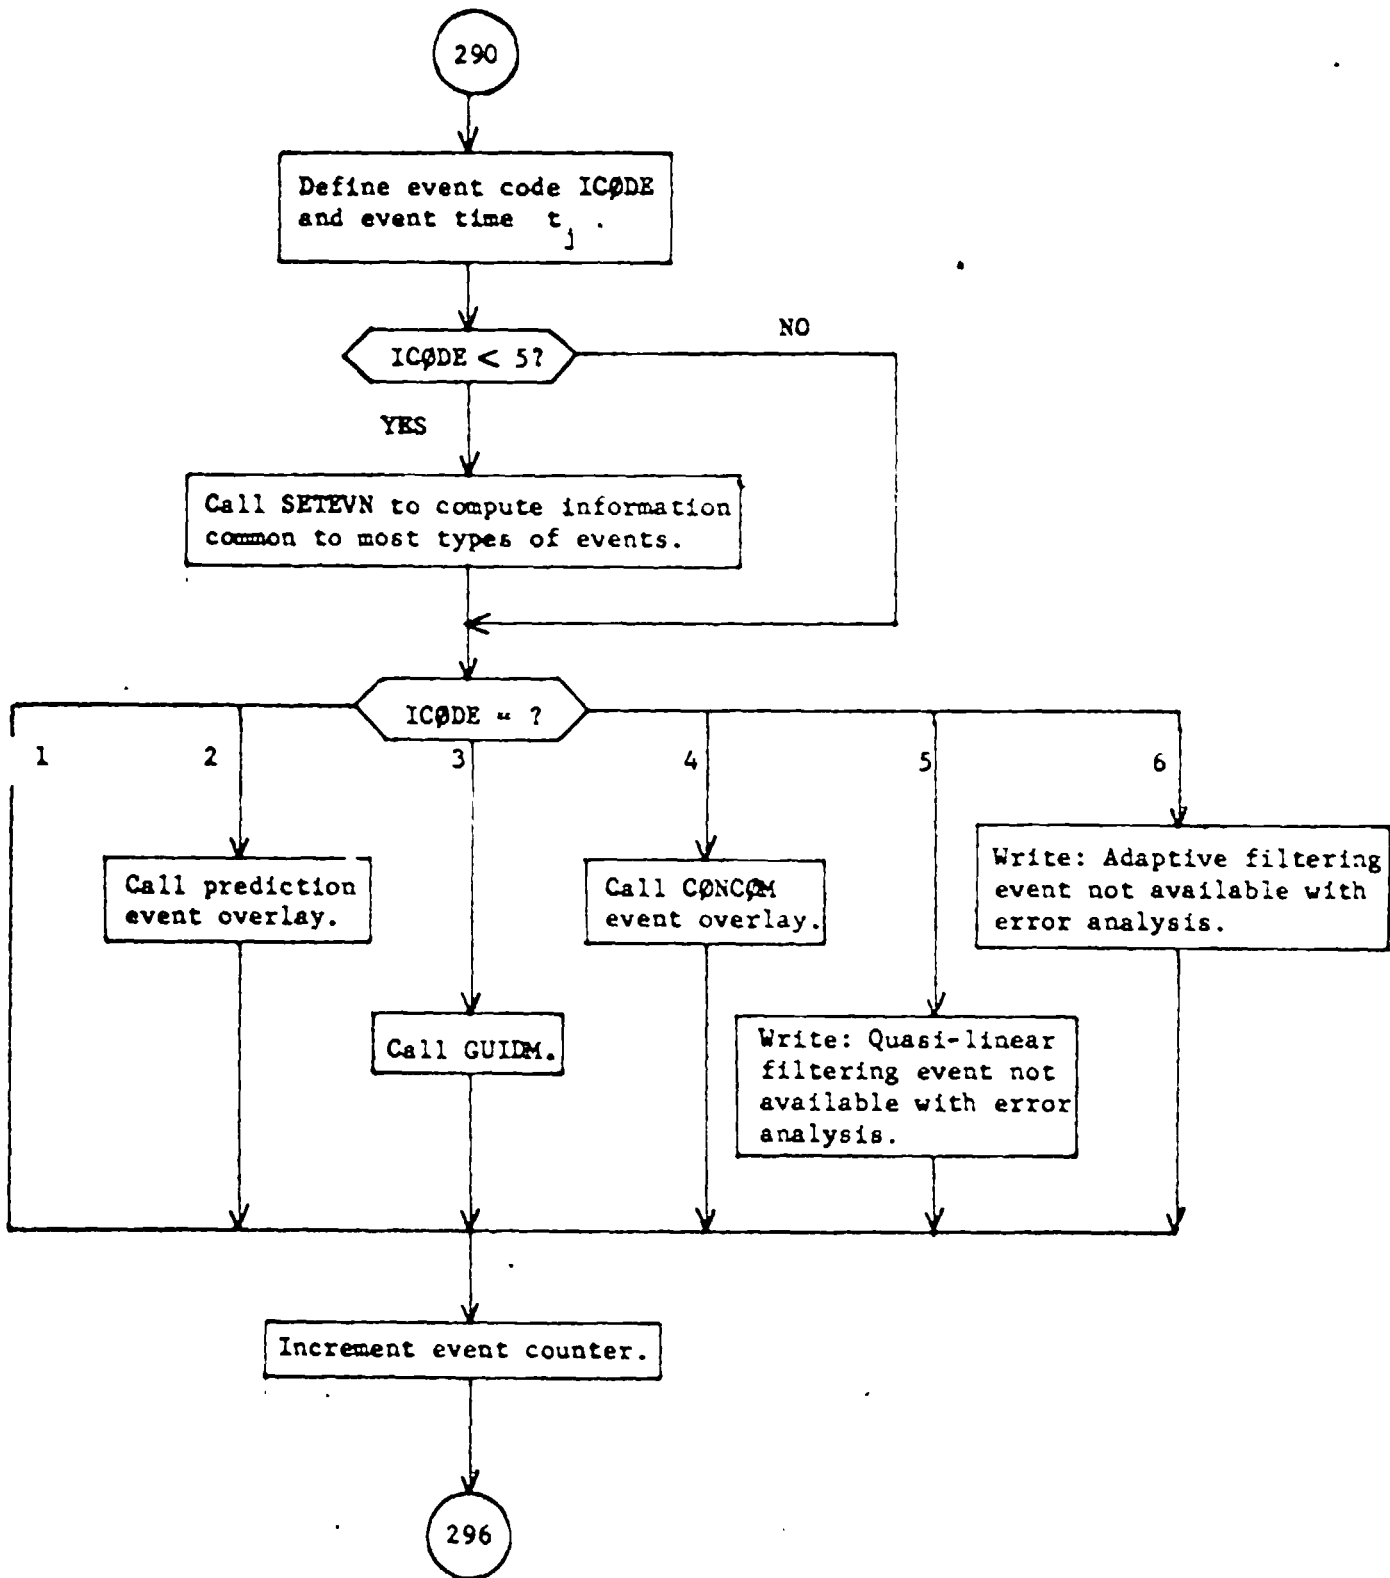 290
Define event code ICØDE
and event time t j .
ICØDE < 5?
NO
YES
Call SETEVN to compute information
common to most types of events.
ICØDE = ?
1
2
3
4
5
6
Call prediction
event overlay.
Call GUIDM.
Call CØNCØM
event overlay.
Write: Quasi-linear
filtering event not
available with error
analysis.
Write: Adaptive filtering
event not available with
error analysis.
Increment event counter.
296